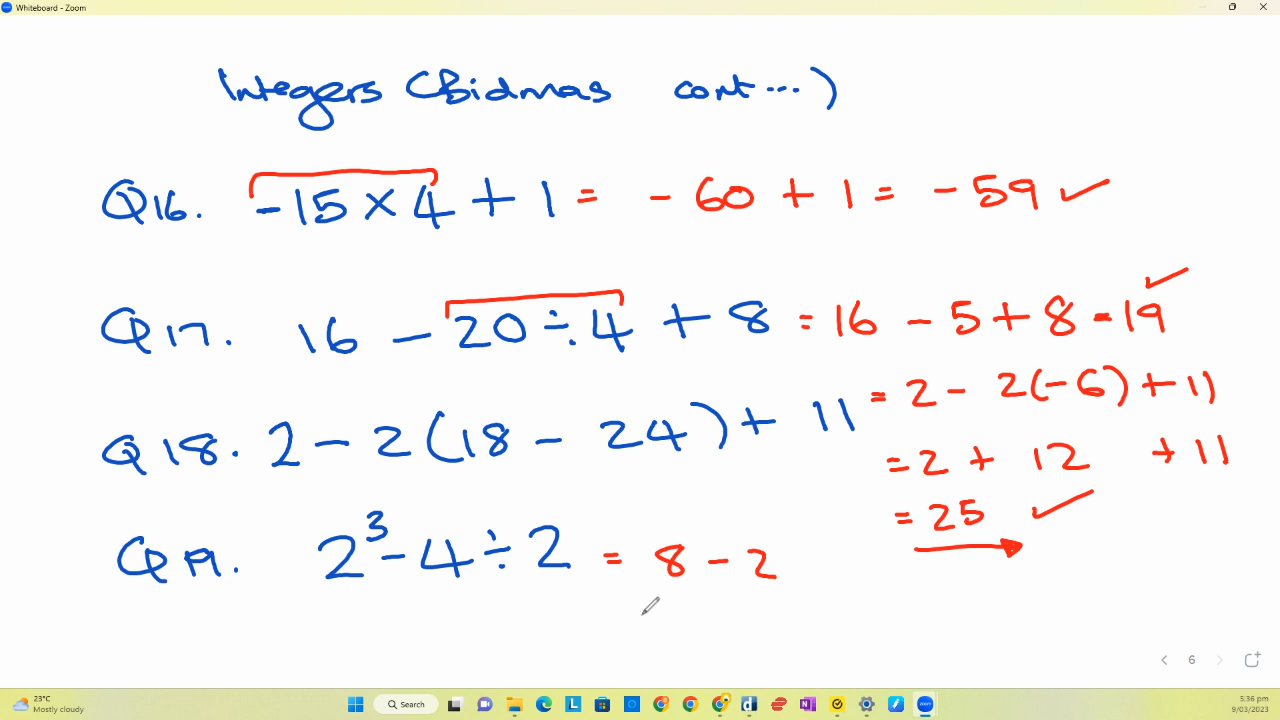 Whiteboard - Zoom
Integers (Bidmas cont...)
Q16. -15 × 4 + 1 = - 60 + 1 = - 59 ✓
Q17. 16 - 20 ÷ 4 + 8 = 16 - 5 + 8 = 19 ✓
Q18. 2 - 2(18 - 24) + 11 = 2 - 2(-6) + 11
= 2 + 12 + 11
= 25 ✓
Q19. 2³ - 4 ÷ 2 = 8 - 2
6
23°C
Mostly cloudy
Search
5:36 pm
9/03/2023